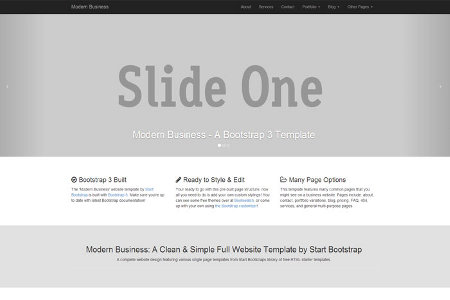 Modern Business
About Services Contact Portfolio Blog Other Pages
Slide One
Modern Business - A Bootstrap 3 Template
Bootstrap 3 Built
The 'Modern Business' website template by Start
Bootstrap is built with Bootstrap 3. Make sure you're
up to date with latest Bootstrap documentation!
Ready to Style & Edit
You're ready to go with this pre-built page structure, now all
you need to do is add your own custom stylings! You
can see some free themes over at Bootswatch, or come
up with your own using the Bootstrap customizer!
Many Page Options
This template features many common pages that you
might see on a business website. Pages include: about,
contact, portfolio variations, blog, pricing, FAQ, 404,
services, and general multi-purpose pages.
Modern Business: A Clean & Simple Full Website Template by Start Bootstrap
A complete website design featuring various single page templates from Start Bootstrap's library of free HTML starter templates.